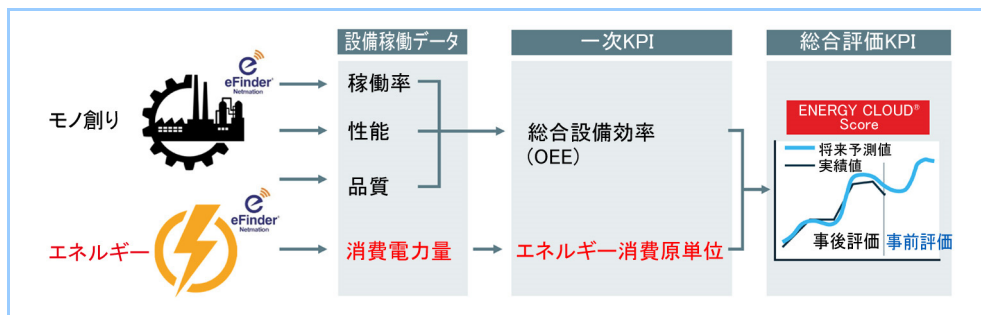 設備稼働データ
一次KPI
総合評価KPI
eFinder
Netmation
モノ創り
稼働率
性能
品質
総合設備効率
(OEE)
ENERGY CLOUD®
Score
将来予測値
実績値
事後評価 事前評価
eFinder
Netmation
エネルギー
消費電力量
エネルギー消費原単位